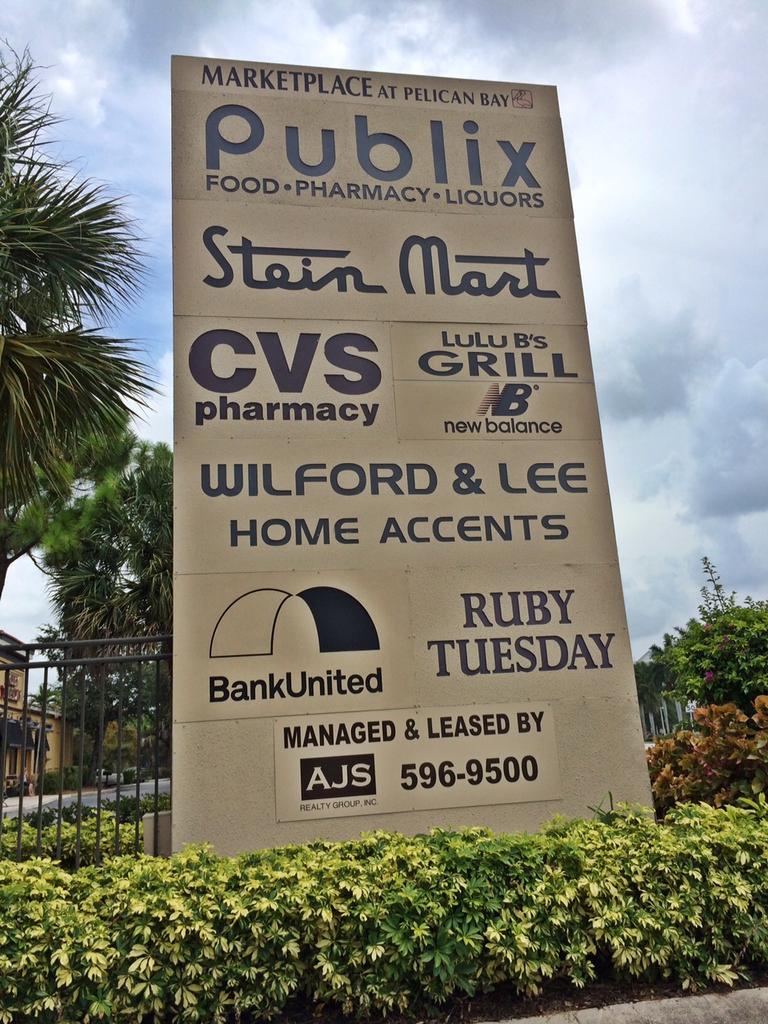 MARKETPLACE AT PELICAN BAY
Publix
FOOD • PHARMACY • LIQUORS
Stein Mart
CVS
pharmacy
LULU B's
GRILL
NB
new balance
WILFORD & LEE
HOME ACCENTS
BankUnited
RUBY
TUESDAY
MANAGED & LEASED BY
AJS
REALTY GROUP, INC.
596-9500